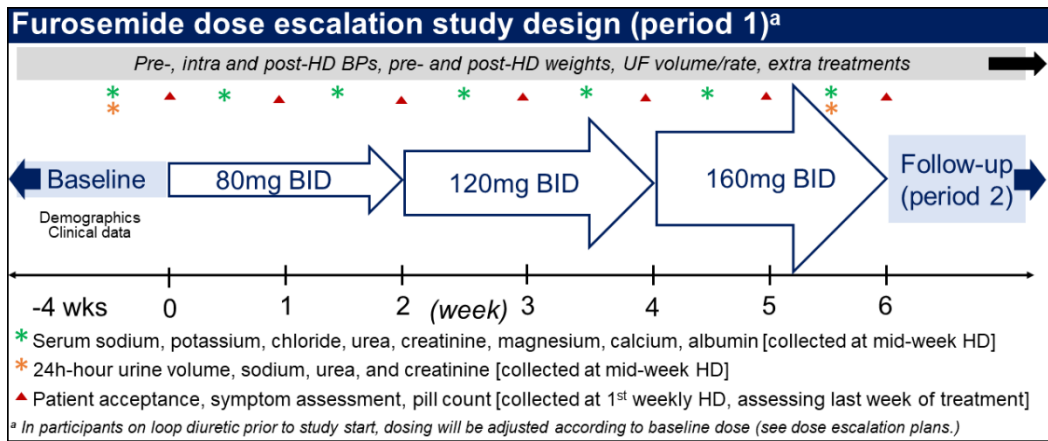 Furosemide dose escalation study design (period 1)ᵃ
Pre-, intra and post-HD BPs, pre- and post-HD weights, UF volume/rate, extra treatments
* * * * * * *
* *
Baseline
80mg BID
120mg BID
160mg BID
Follow-up
(period 2)
Demographics
Clinical data
-4 wks 0 1 2 (week) 3 4 5 6
* Serum sodium, potassium, chloride, urea, creatinine, magnesium, calcium, albumin [collected at mid-week HD]
* 24h-hour urine volume, sodium, urea, and creatinine [collected at mid-week HD]
▲ Patient acceptance, symptom assessment, pill count [collected at 1ˢᵗ weekly HD, assessing last week of treatment]
ᵃ In participants on loop diuretic prior to study start, dosing will be adjusted according to baseline dose (see dose escalation plans.)